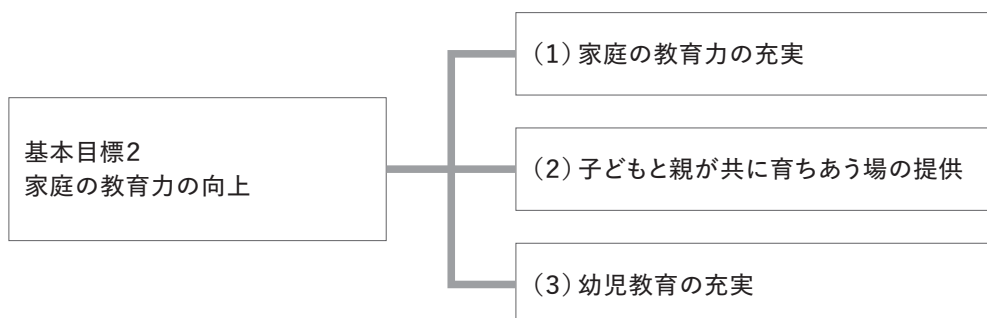 基本目標2
家庭の教育力の向上
（1）家庭の教育力の充実
（2）子どもと親が共に育ちあう場の提供
（3）幼児教育の充実